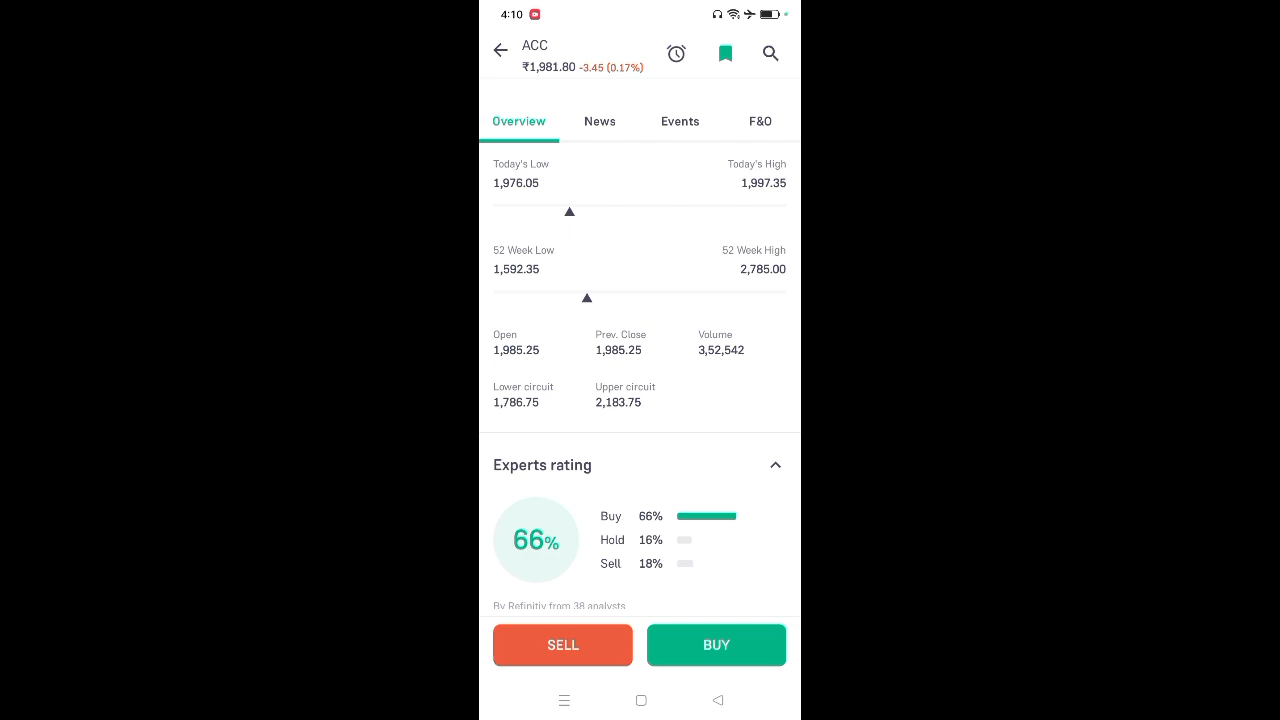 4:10
ACC
₹1,981.80 -3.45 (0.17%)
Overview News Events F&O
Today's Low Today's High
1,976.05 1,997.35
52 Week Low 52 Week High
1,592.35 2,785.00
Open Prev. Close Volume
1,985.25 1,985.25 3,52,542
Lower circuit Upper circuit
1,786.75 2,183.75
Experts rating
66%
Buy 66%
Hold 16%
Sell 18%
By Refinitiv from 38 analysts
SELL BUY